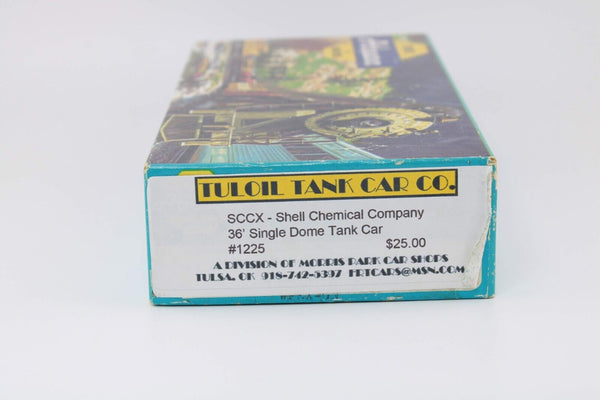 TULOIL TANK CAR CO.
SCCX - Shell Chemical Company
36' Single Dome Tank Car
#1225 $25.00
A DIVISION OF MORRIS PARK CAR SHOPS
TULSA, OK 918-742-5397 HRTCARS@MSN.COM